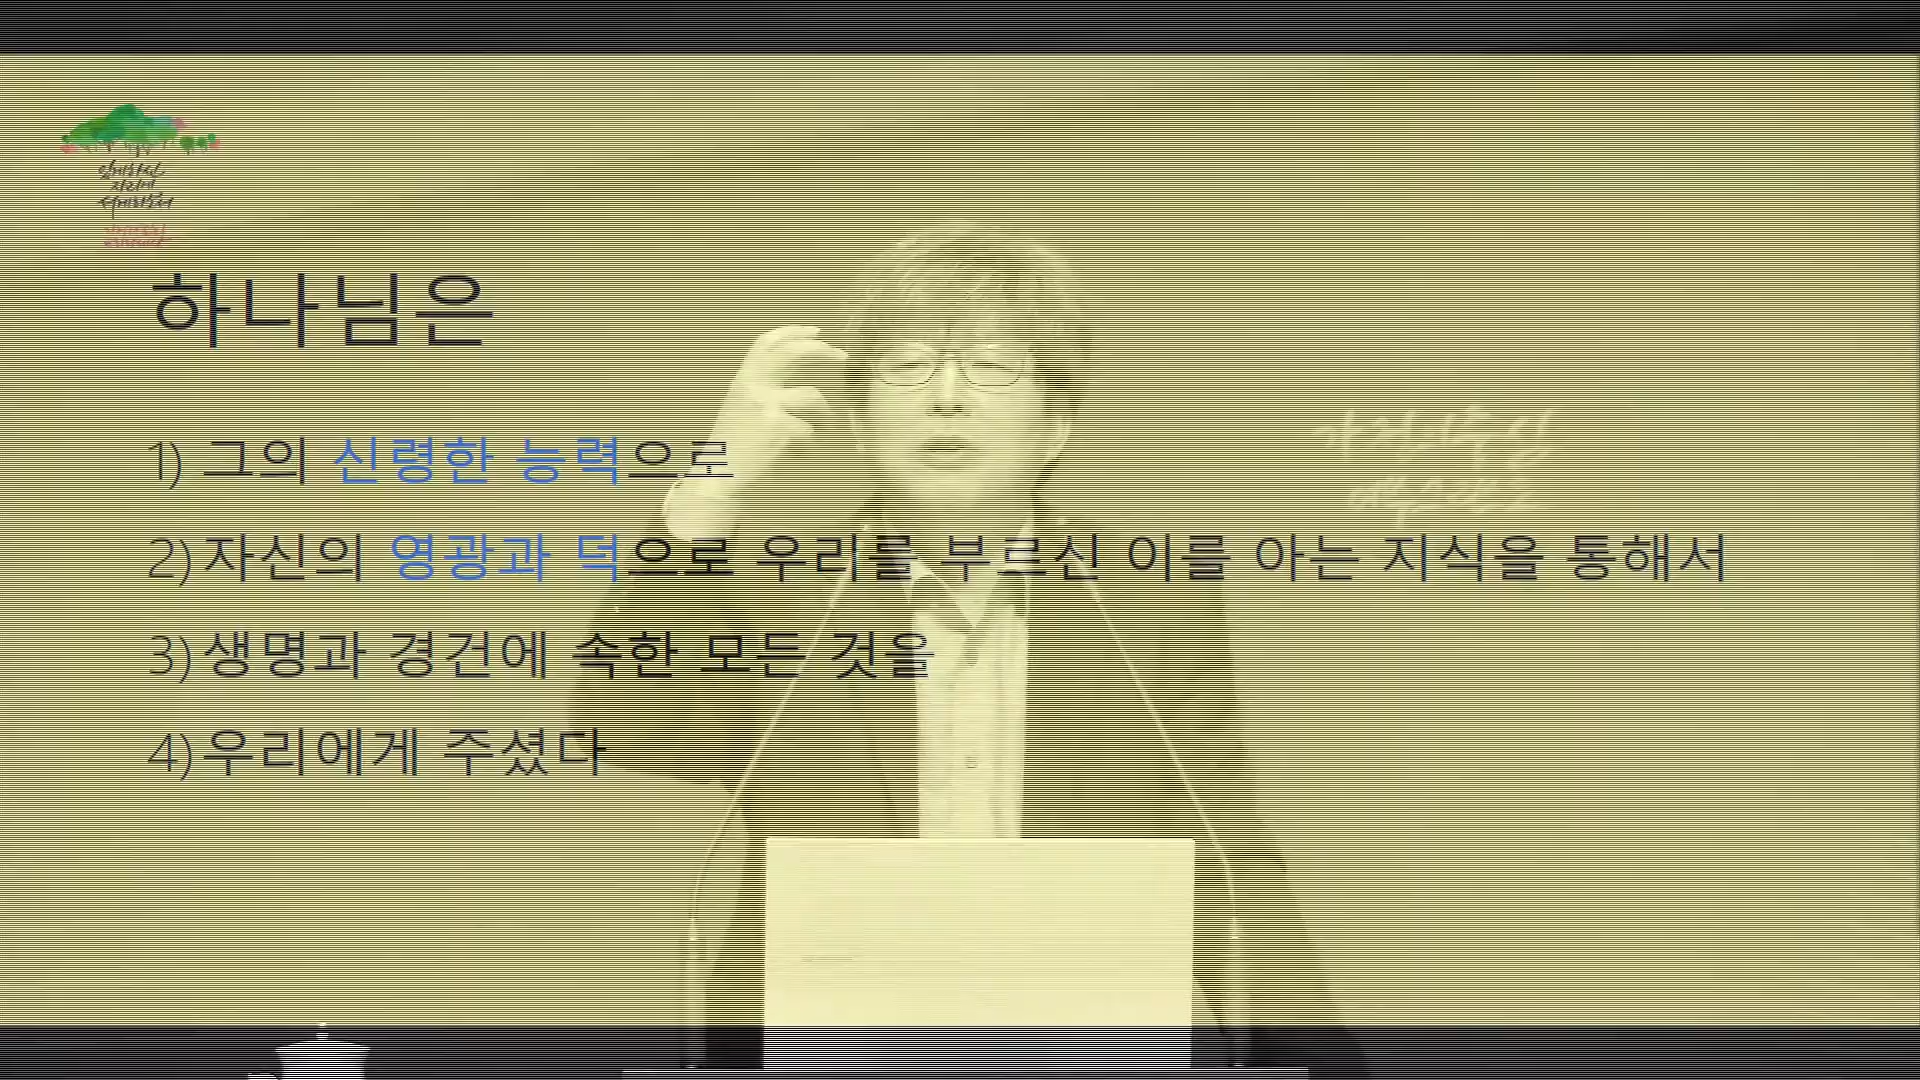 하나님은
1) 그의 신령한 능력으로
2) 자신의 영광과 덕으로 우리를 부르신 이를 아는 지식을 통해서
3) 생명과 경건에 속한 모든 것을
4) 우리에게 주셨다